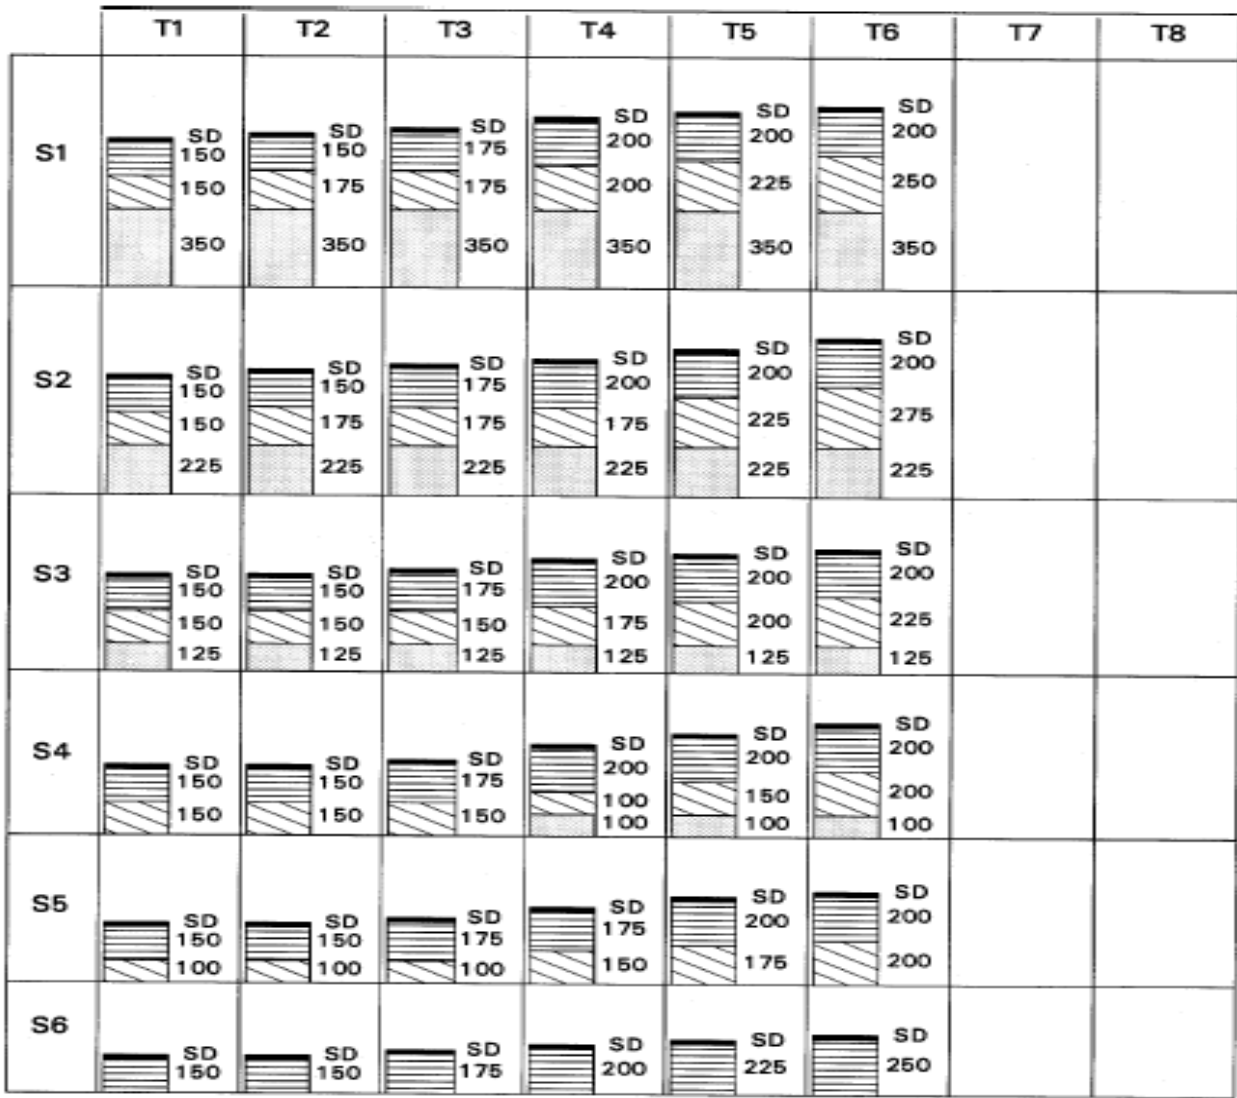 T1 T2 T3 T4 T5 T6 T7 T8
S1
SD SD SD SD SD SD
150 150 175 200 200 200
150 175 175 200 225 250
350 350 350 350 350 350
S2
SD SD SD SD SD SD
150 150 175 200 200 200
150 175 175 175 225 275
225 225 225 225 225 225
S3
SD SD SD SD SD SD
150 150 175 200 200 200
150 150 150 175 200 225
125 125 125 125 125 125
S4
SD SD SD SD SD SD
150 150 175 200 200 200
150 150 150 100 150 200
100 100 100
S5
SD SD SD SD SD SD
150 150 175 175 200 200
100 100 100 150 175 200
S6
SD SD SD SD SD SD
150 150 175 200 225 250